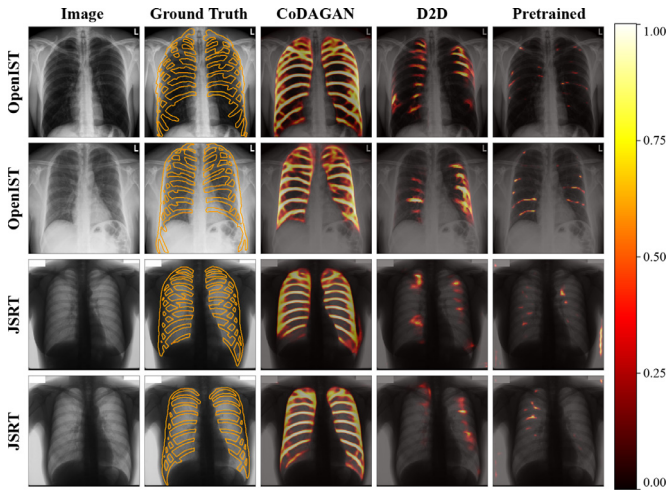 Image Ground Truth CoDAGAN D2D Pretrained
OpenIST
L L L L L
OpenIST
L L L L L
JSRT
JSRT
1.00
0.75
0.50
0.25
0.00